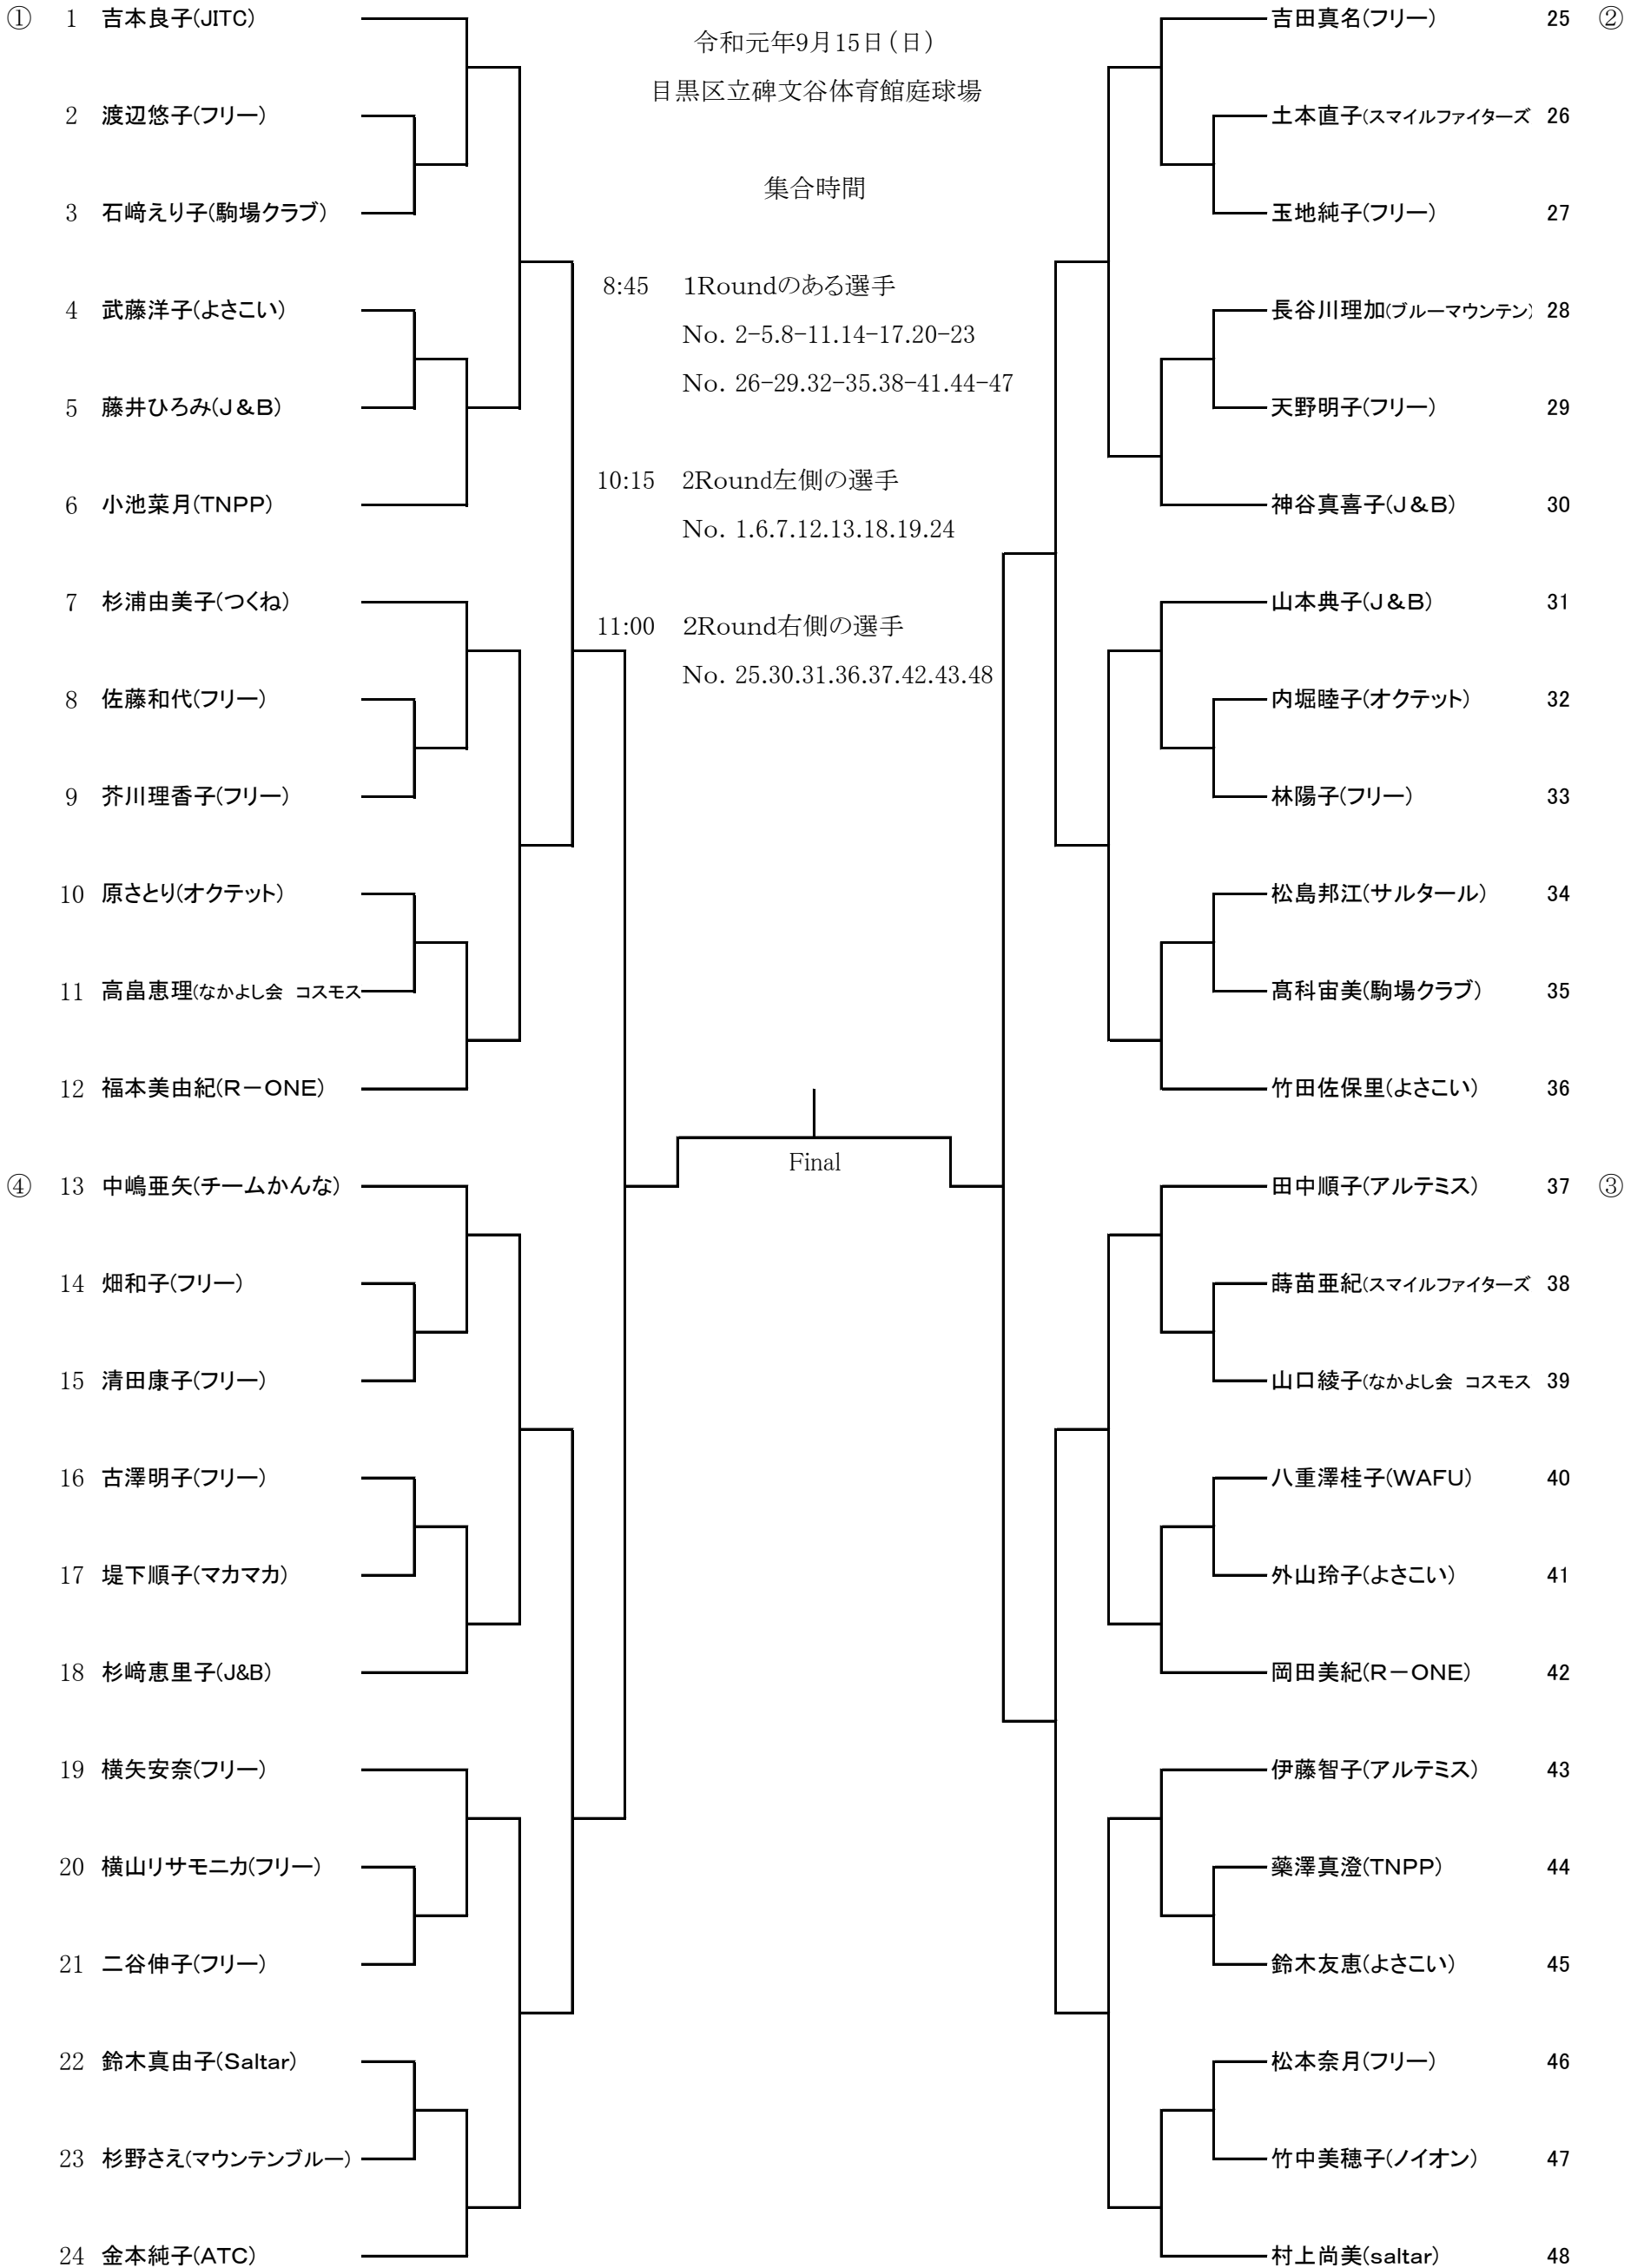 ① 1 吉本良子(JITC)
2 渡辺悠子(フリー)
3 石﨑えり子(駒場クラブ)
4 武藤洋子(よさこい)
5 藤井ひろみ(J＆B)
6 小池菜月(TNPP)
7 杉浦由美子(つくね)
8 佐藤和代(フリー)
9 芥川理香子(フリー)
10 原さとり(オクテット)
11 高畠恵理(なかよし会　コスモス
12 福本美由紀(R－ONE)
④ 13 中嶋亜矢(チームかんな)
14 畑和子(フリー)
15 清田康子(フリー)
16 古澤明子(フリー)
17 堤下順子(マカマカ)
18 杉﨑恵里子(J&B)
19 横矢安奈(フリー)
20 横山リサモニカ(フリー)
21 二谷伸子(フリー)
22 鈴木真由子(Saltar)
23 杉野さえ(マウンテンブルー)
24 金本純子(ATC)
令和元年9月15日（日）
目黒区立碑文谷体育館庭球場
集合時間
8:45 1Roundのある選手
No. 2-5.8-11.14-17.20-23
No. 26-29.32-35.38-41.44-47
10:15 2Round左側の選手
No. 1.6.7.12.13.18.19.24
11:00 2Round右側の選手
No. 25.30.31.36.37.42.43.48
Final
吉田真名(フリー) 25 ②
土本直子(スマイルファイターズ 26
玉地純子(フリー) 27
長谷川理加(ブルーマウンテン) 28
天野明子(フリー) 29
神谷真喜子(J＆B) 30
山本典子(J＆B) 31
内堀睦子(オクテット) 32
林陽子(フリー) 33
松島邦江(サルタール) 34
髙科宙美(駒場クラブ) 35
竹田佐保里(よさこい) 36
田中順子(アルテミス) 37 ③
蒔苗亜紀(スマイルファイターズ 38
山口綾子(なかよし会　コスモス 39
八重澤桂子(WAFU) 40
外山玲子(よさこい) 41
岡田美紀(R－ONE) 42
伊藤智子(アルテミス) 43
藥澤真澄(TNPP) 44
鈴木友恵(よさこい) 45
松本奈月(フリー) 46
竹中美穂子(ノイオン) 47
村上尚美(saltar) 48